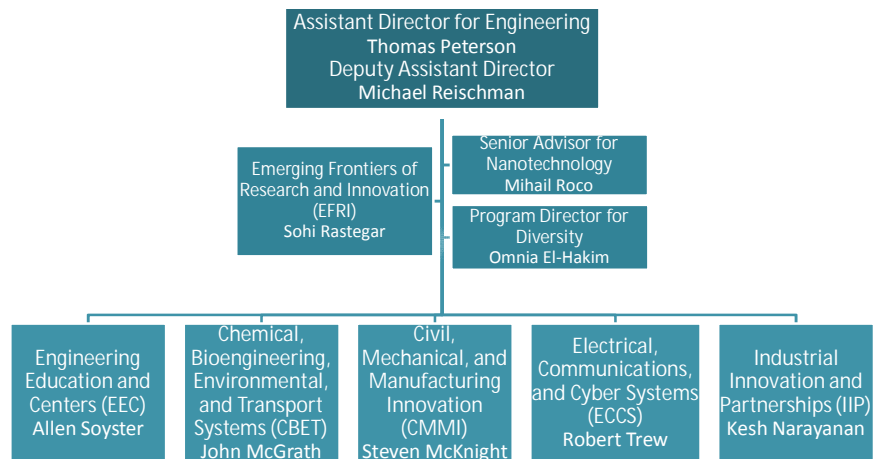 Assistant Director for Engineering
Thomas Peterson
Deputy Assistant Director
Michael Reischman
Emerging Frontiers of
Research and Innovation
(EFRI)
Sohi Rastegar
Senior Advisor for
Nanotechnology
Mihail Roco
Program Director for
Diversity
Omnia El-Hakim
Engineering
Education and
Centers (EEC)
Allen Soyster
Chemical,
Bioengineering,
Environmental,
and Transport
Systems (CBET)
John McGrath
Civil,
Mechanical, and
Manufacturing
Innovation
(CMMI)
Steven McKnight
Electrical,
Communications,
and Cyber Systems
(ECCS)
Robert Trew
Industrial
Innovation and
Partnerships (IIP)
Kesh Narayanan